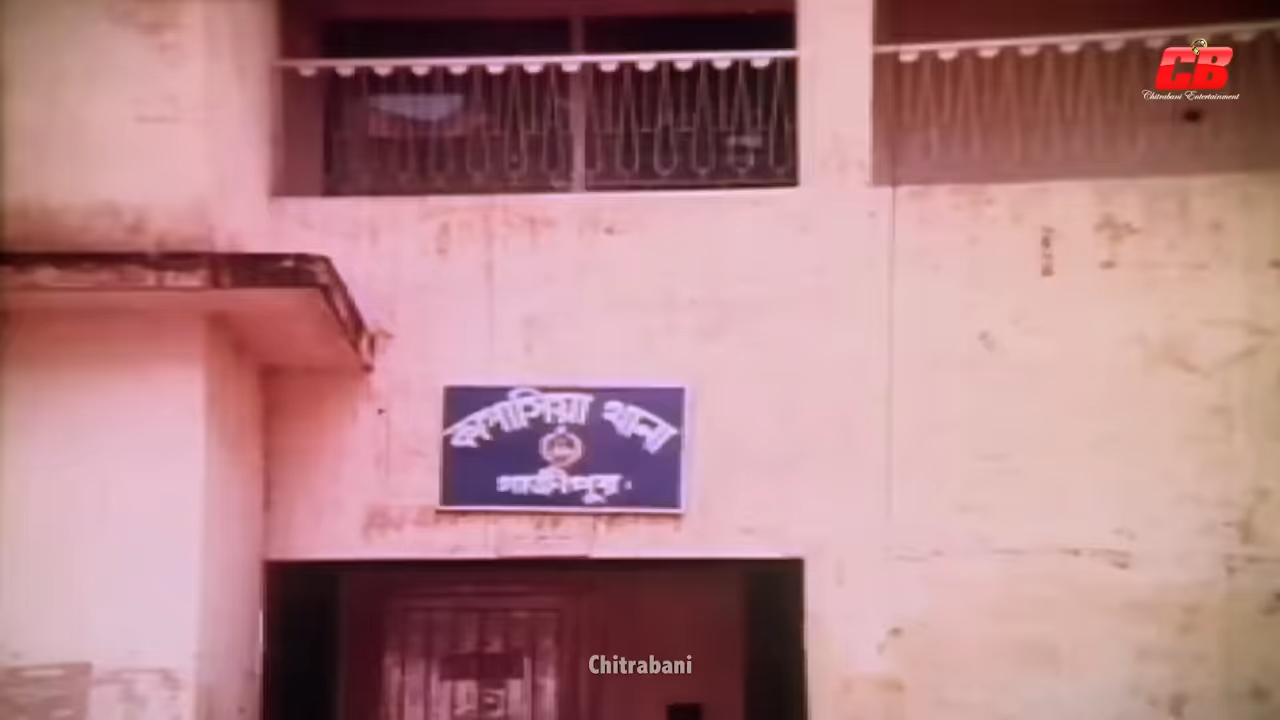 CB
Chitrabani Entertainment
কাপাসিয়া থানা
গাজীপুর।
Chitrabani